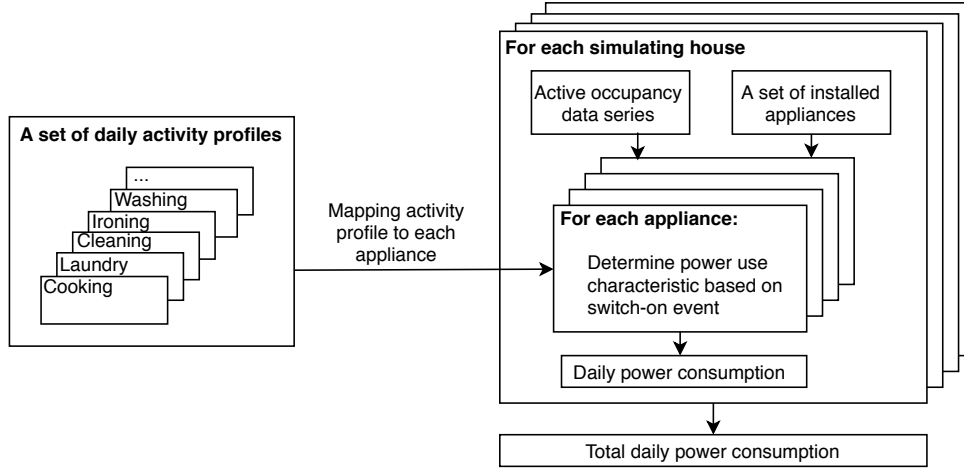 A set of daily activity profiles
...
Washing
Ironing
Cleaning
Laundry
Cooking
Mapping activity
profile to each
appliance
For each simulating house
Active occupancy
data series
A set of installed
appliances
For each appliance:
Determine power use
characteristic based on
switch-on event
Daily power consumption
Total daily power consumption